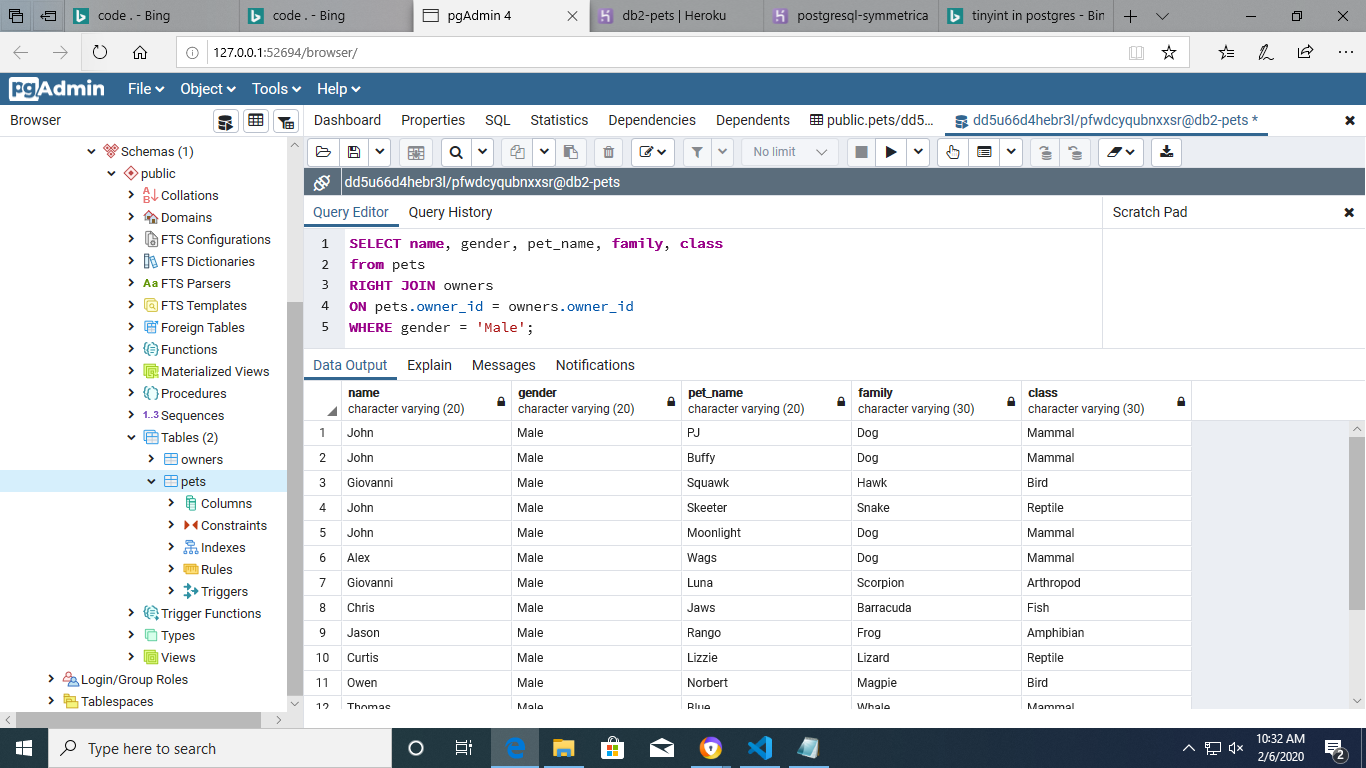 code . - Bing
code . - Bing
pgAdmin 4
db2-pets | Heroku
postgresql-symmetrica
tinyint in postgres - Bin
127.0.0.1:52694/browser/
pgAdmin File Object Tools Help
Browser
Dashboard Properties SQL Statistics Dependencies Dependents public.pets/dd5... dd5u66d4hebr3l/pfwdcyqubnxxsr@db2-pets *
No limit
dd5u66d4hebr3l/pfwdcyqubnxxsr@db2-pets
Query Editor Query History
Scratch Pad
1 SELECT name, gender, pet_name, family, class
2 from pets
3 RIGHT JOIN owners
4 ON pets.owner_id = owners.owner_id
5 WHERE gender = 'Male';
Schemas (1)
public
Collations
Domains
FTS Configurations
FTS Dictionaries
FTS Parsers
FTS Templates
Foreign Tables
Functions
Materialized Views
Procedures
1..3 Sequences
Tables (2)
owners
pets
Columns
Constraints
Indexes
Rules
Triggers
Trigger Functions
Types
Views
Login/Group Roles
Tablespaces
Data Output Explain Messages Notifications
name gender pet_name family class
character varying (20) character varying (20) character varying (20) character varying (30) character varying (30)
1 John Male PJ Dog Mammal
2 John Male Buffy Dog Mammal
3 Giovanni Male Squawk Hawk Bird
4 John Male Skeeter Snake Reptile
5 John Male Moonlight Dog Mammal
6 Alex Male Wags Dog Mammal
7 Giovanni Male Luna Scorpion Arthropod
8 Chris Male Jaws Barracuda Fish
9 Jason Male Rango Frog Amphibian
10 Curtis Male Lizzie Lizard Reptile
11 Owen Male Norbert Magpie Bird
12 Thomas Male Blue Whale Mammal
Type here to search
10:32 AM
2/6/2020
2